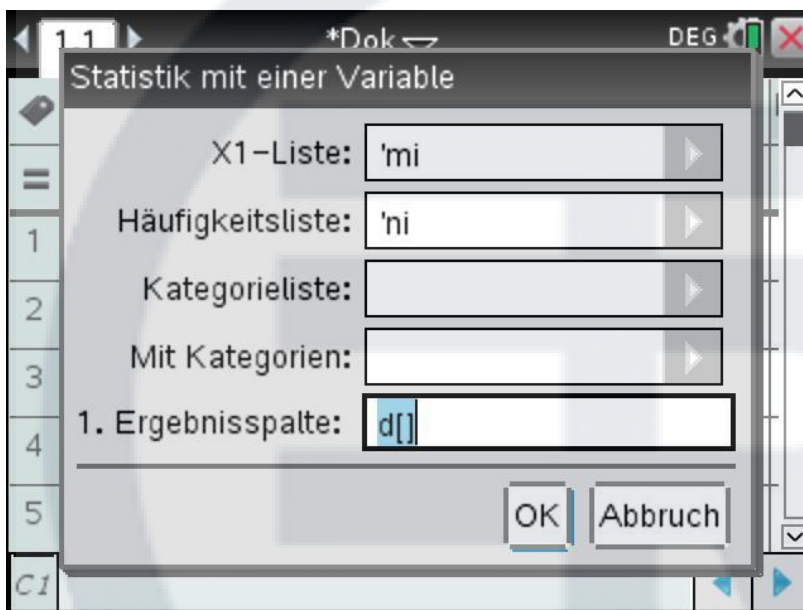 1.1 *Dok DEG
Statistik mit einer Variable
X1-Liste: 'mi
Häufigkeitsliste: 'ni
Kategorieliste:
Mit Kategorien:
1. Ergebnisspalte: d[]
OK Abbruch
=
1
2
3
4
5
C1